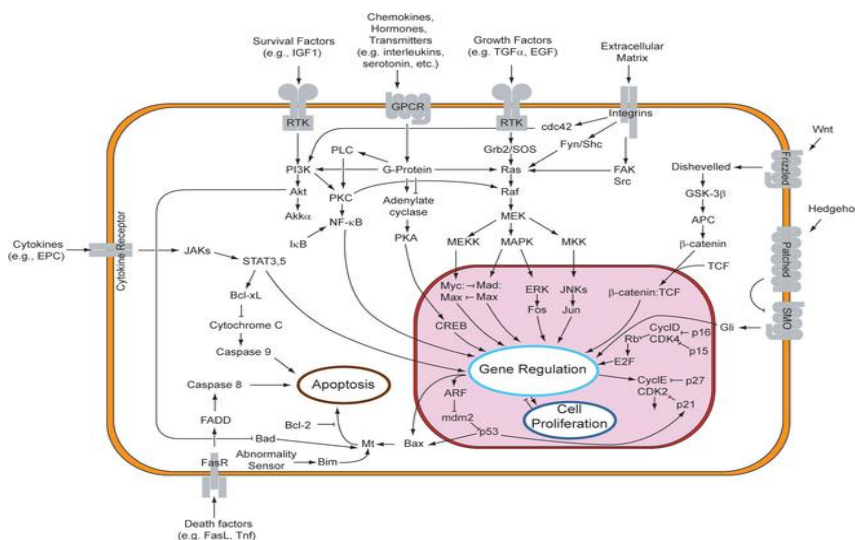 Survival Factors
(e.g., IGF1)
Chemokines,
Hormones,
Transmitters
(e.g. interleukins,
serotonin, etc.)
Growth Factors
(e.g. TGFα, EGF)
Extracellular
Matrix
RTK
GPCR
RTK
Integrins
cdc42
Grb2/SOS
Fyn/Shc
PLC
PI3K
G-Protein
Ras
FAK
Src
Akt
PKC
Adenylate
cyclase
Raf
Akkα
NF-κB
MEK
IκB
PKA
MEKK
MAPK
MKK
Wnt
Frizzled
Dishevelled
GSK-3β
APC
β-catenin
TCF
Hedgeho
Patched
SMO
Gli
Cytokines
(e.g., EPC)
Cytokine Receptor
JAKs
STAT3,5
Bcl-xL
Cytochrome C
Caspase 9
Caspase 8
Apoptosis
FADD
Bcl-2
Bad
Mt
Bax
Abnormality
Sensor
Bim
FasR
Death factors
(e.g. FasL, Tnf)
Myc:
Max
Mad:
Max
ERK
Fos
JNKs
Jun
CREB
β-catenin:TCF
CyclD
CDK4
p16
p15
Rb
E2F
Gene Regulation
CyclE
CDK2
p27
p21
ARF
mdm2
p53
Cell
Proliferation